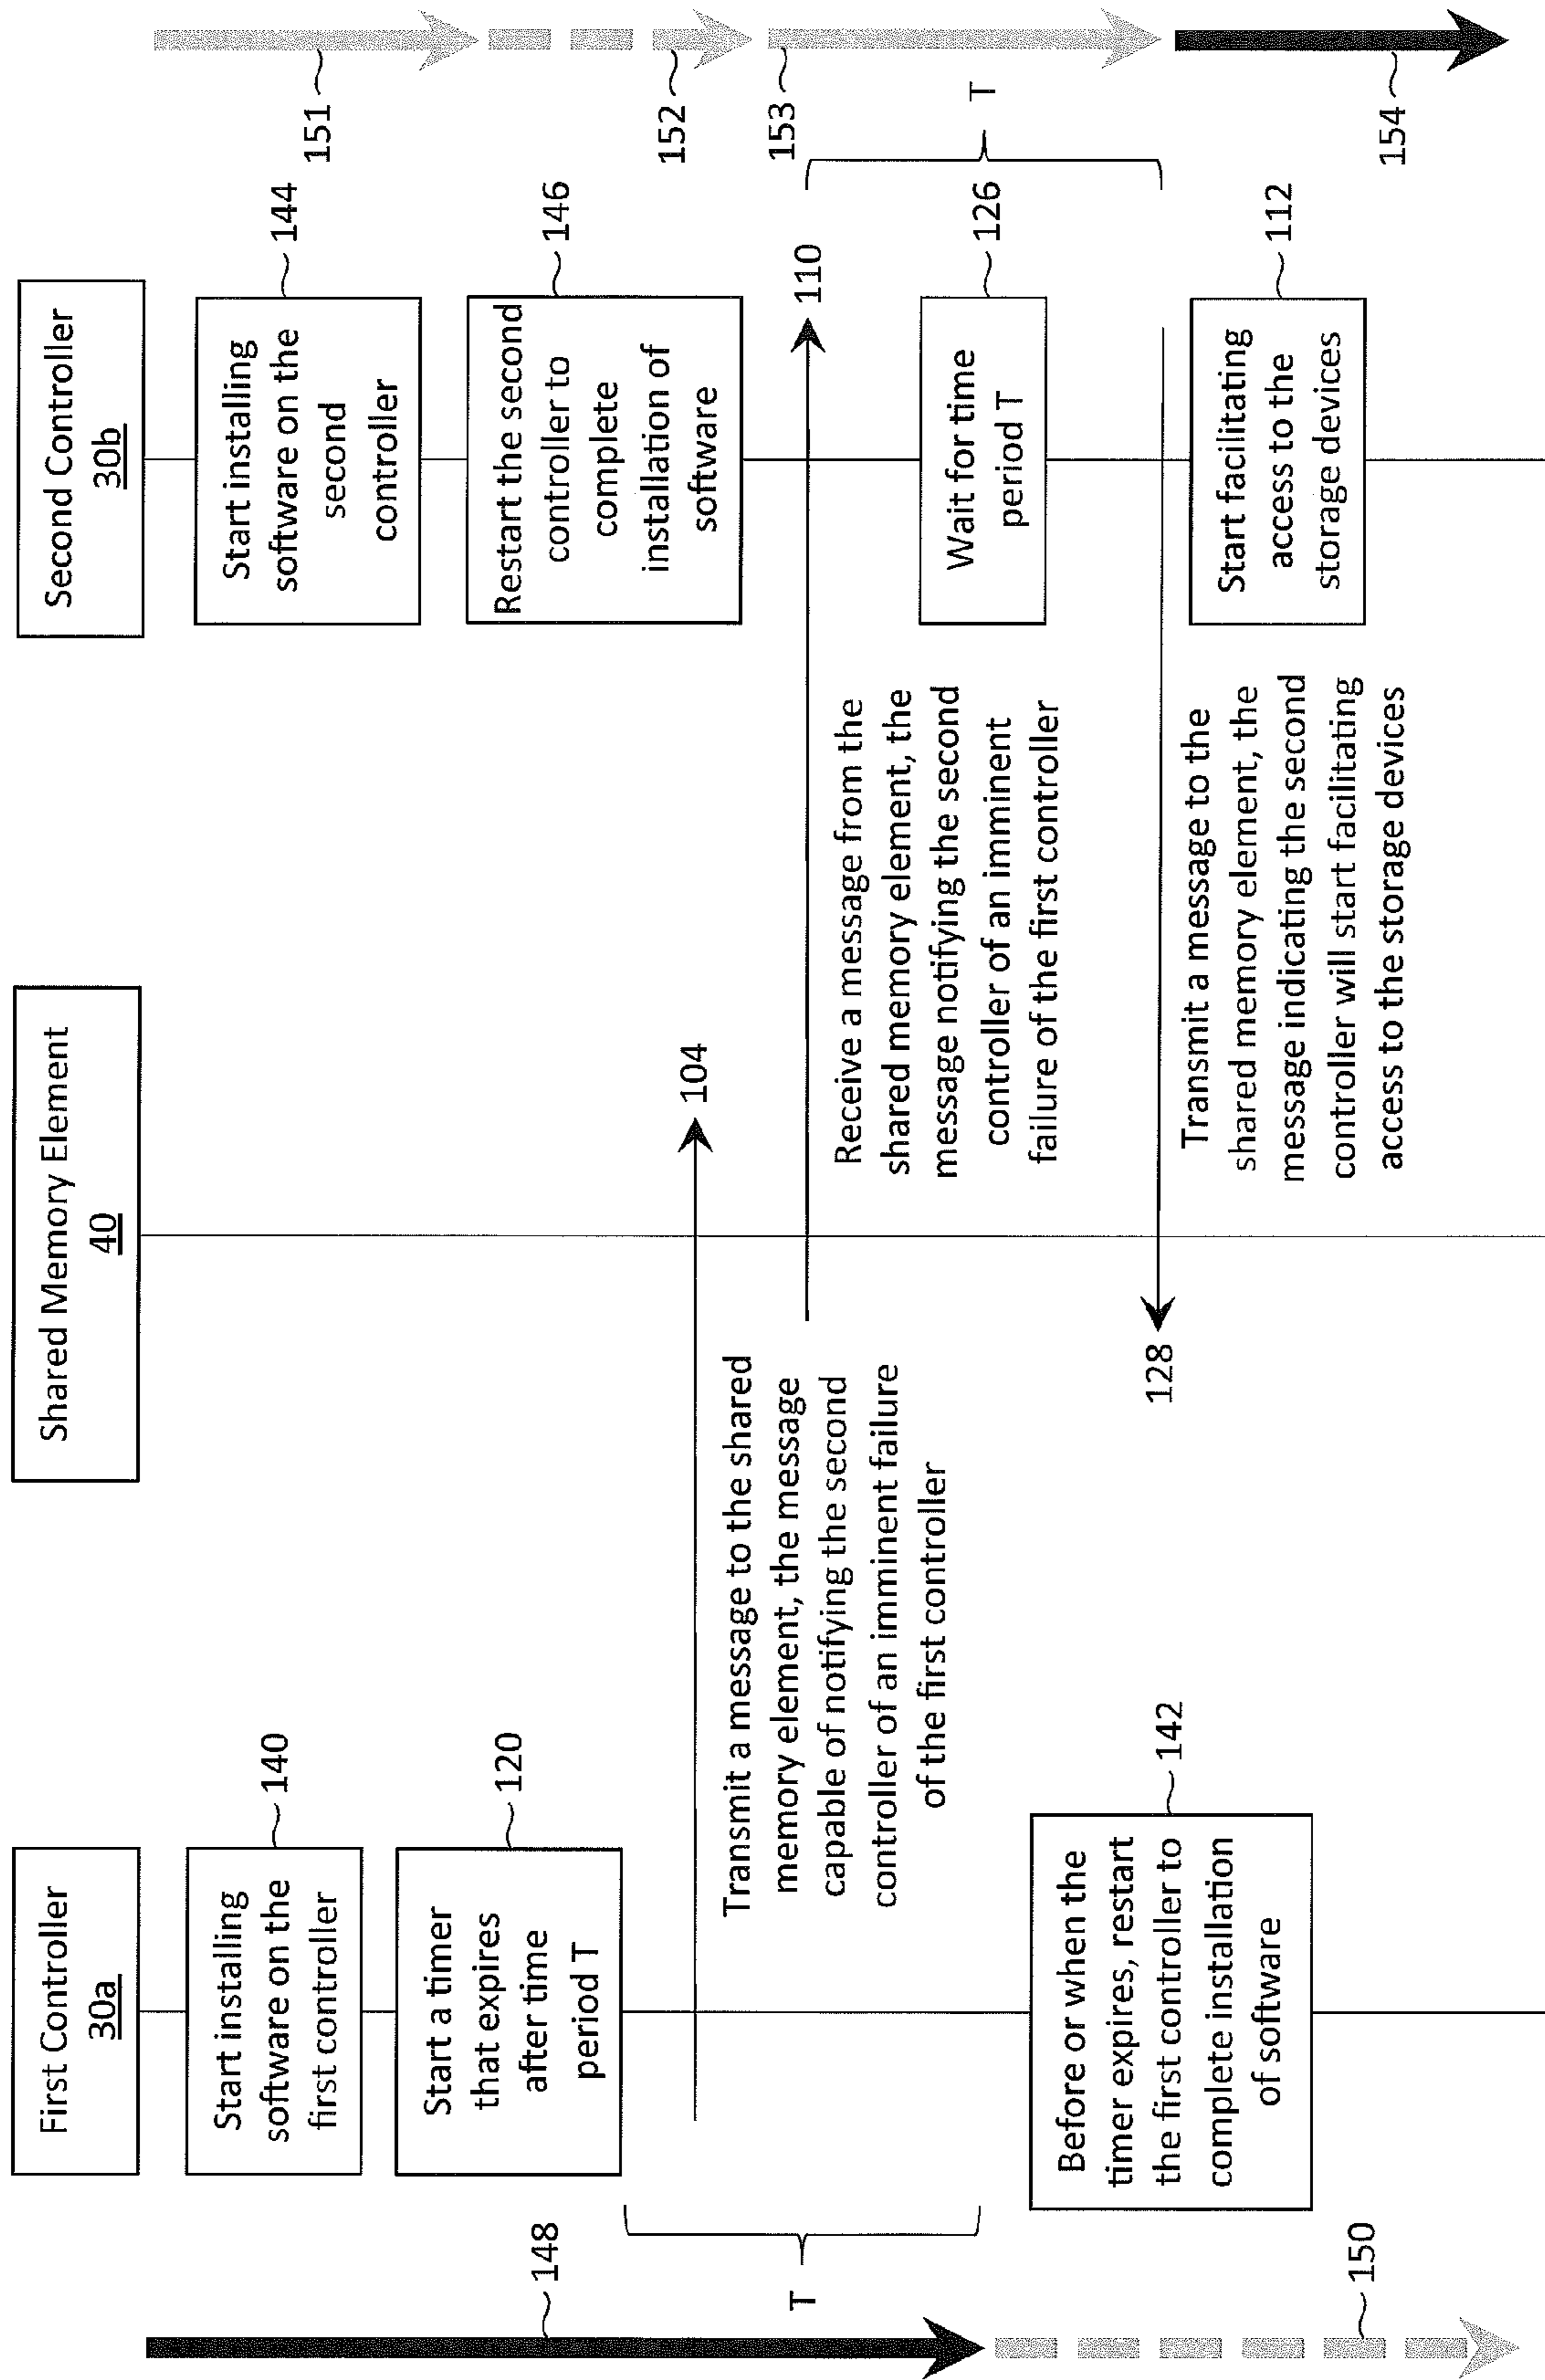 First Controller
30a
Start installing
software on the
first controller
140
Start a timer
that expires
after time
period T
120
148
T
Before or when the
timer expires, restart
the first controller to
complete installation
of software
142
150
Shared Memory Element
40
104
Transmit a message to the shared
memory element, the message
capable of notifying the second
controller of an imminent failure
of the first controller
Second Controller
30b
Start installing
software on the
second
controller
144
Restart the second
controller to
complete
installation of
software
146
110
Receive a message from the
shared memory element, the
message notifying the second
controller of an imminent
failure of the first controller
Wait for time
period T
126
T
128
Transmit a message to the
shared memory element, the
message indicating the second
controller will start facilitating
access to the storage devices
Start facilitating
access to the
storage devices
112
151
152
153
154